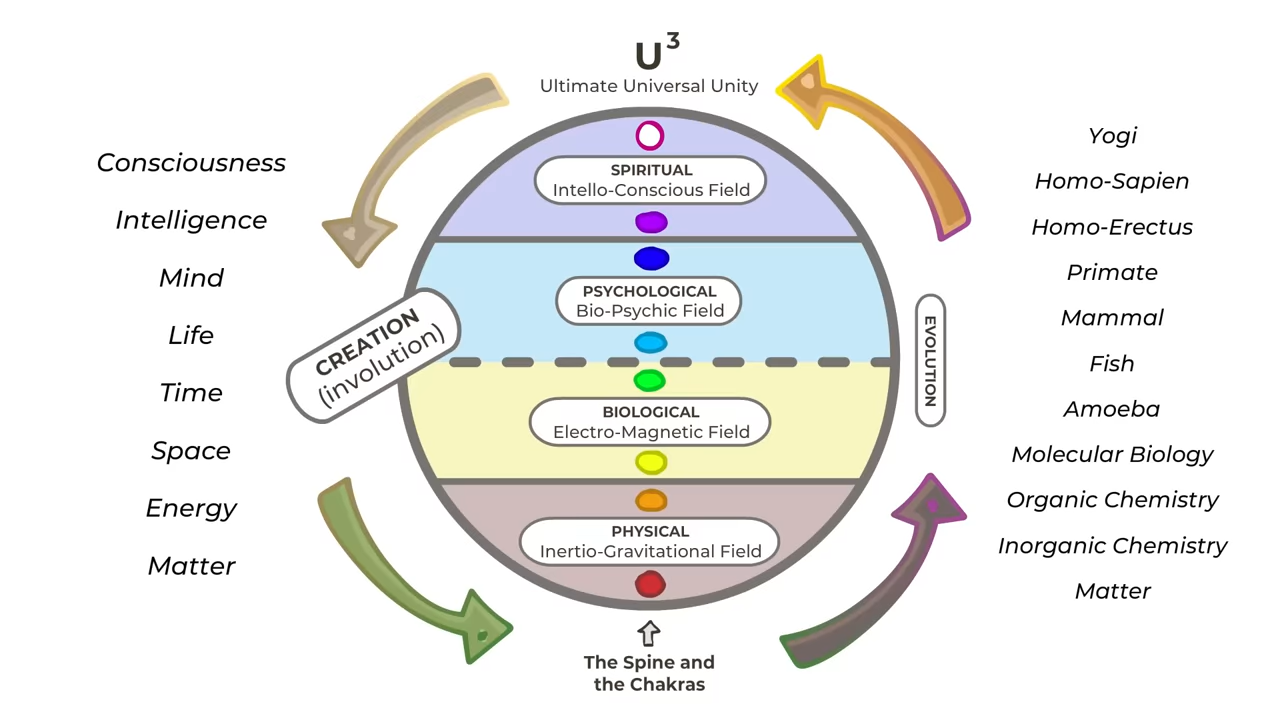 U³
Ultimate Universal Unity
Consciousness
Intelligence
Mind
Life
Time
Space
Energy
Matter
CREATION
(involution)
SPIRITUAL
Intello-Conscious Field
PSYCHOLOGICAL
Bio-Psychic Field
BIOLOGICAL
Electro-Magnetic Field
PHYSICAL
Inertio-Gravitational Field
The Spine and
the Chakras
EVOLUTION
Yogi
Homo-Sapien
Homo-Erectus
Primate
Mammal
Fish
Amoeba
Molecular Biology
Organic Chemistry
Inorganic Chemistry
Matter